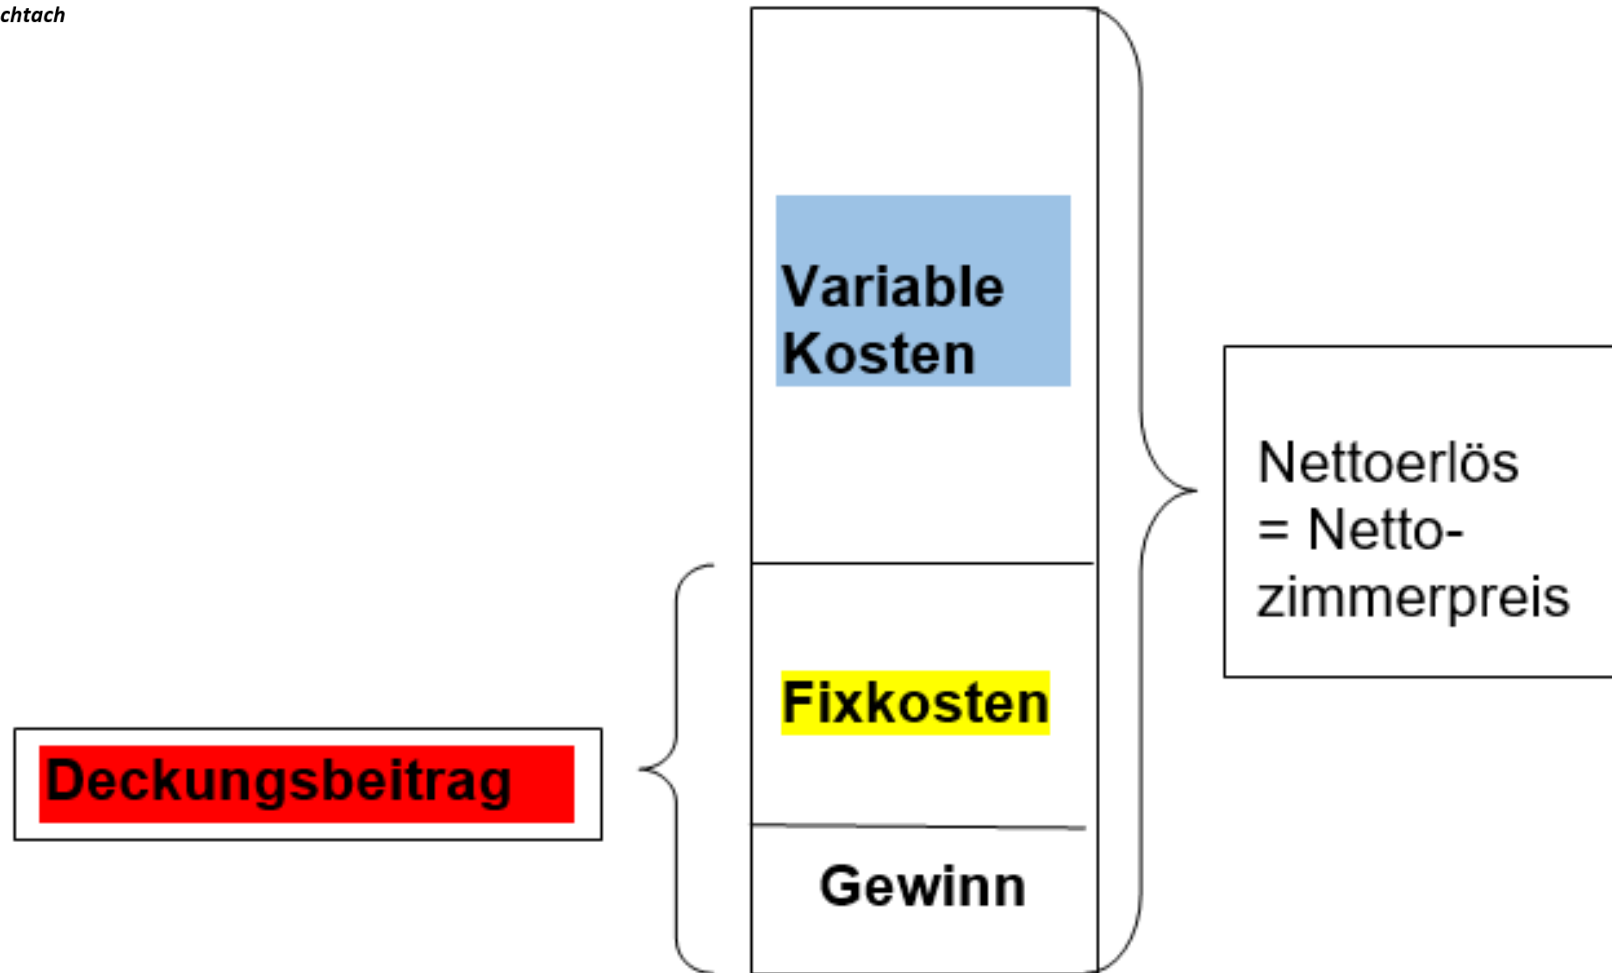 chtach
Variable
Kosten
Nettoerlös
= Netto-
zimmerpreis
Fixkosten
Deckungsbeitrag
Gewinn